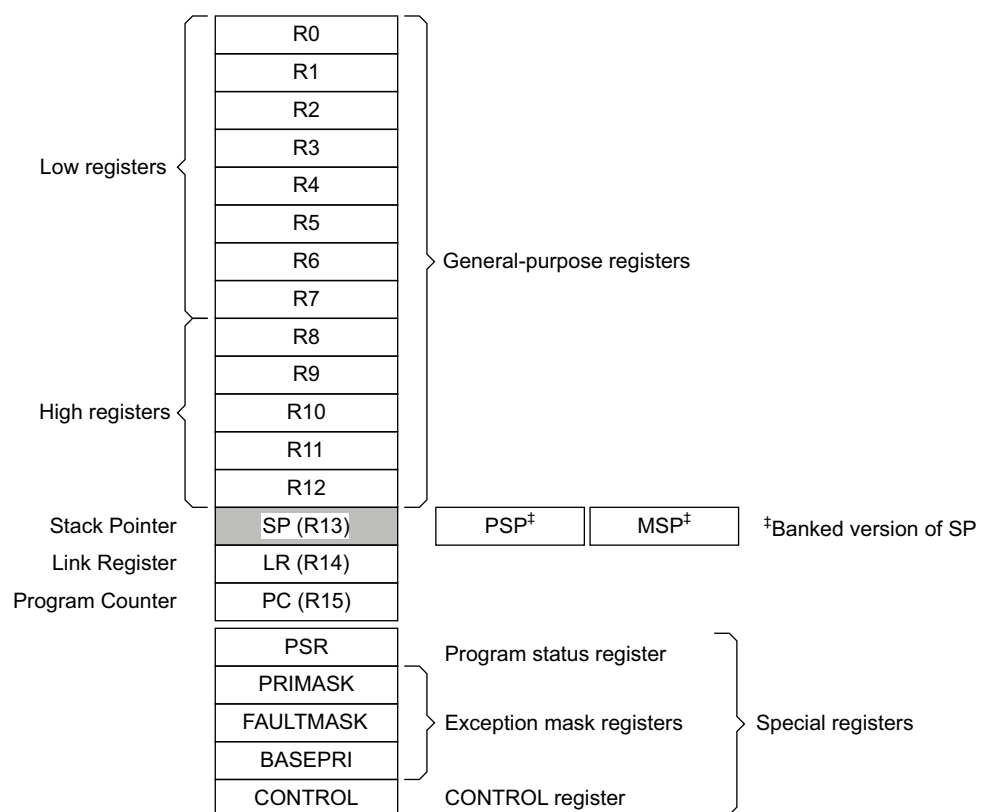 R0
R1
R2
R3
Low registers
R4
R5
R6
General-purpose registers
R7
R8
R9
High registers
R10
R11
R12
Stack Pointer
SP (R13)
PSP‡
MSP‡
‡Banked version of SP
Link Register
LR (R14)
Program Counter
PC (R15)
PSR
Program status register
PRIMASK
FAULTMASK
Exception mask registers
Special registers
BASEPRI
CONTROL
CONTROL register